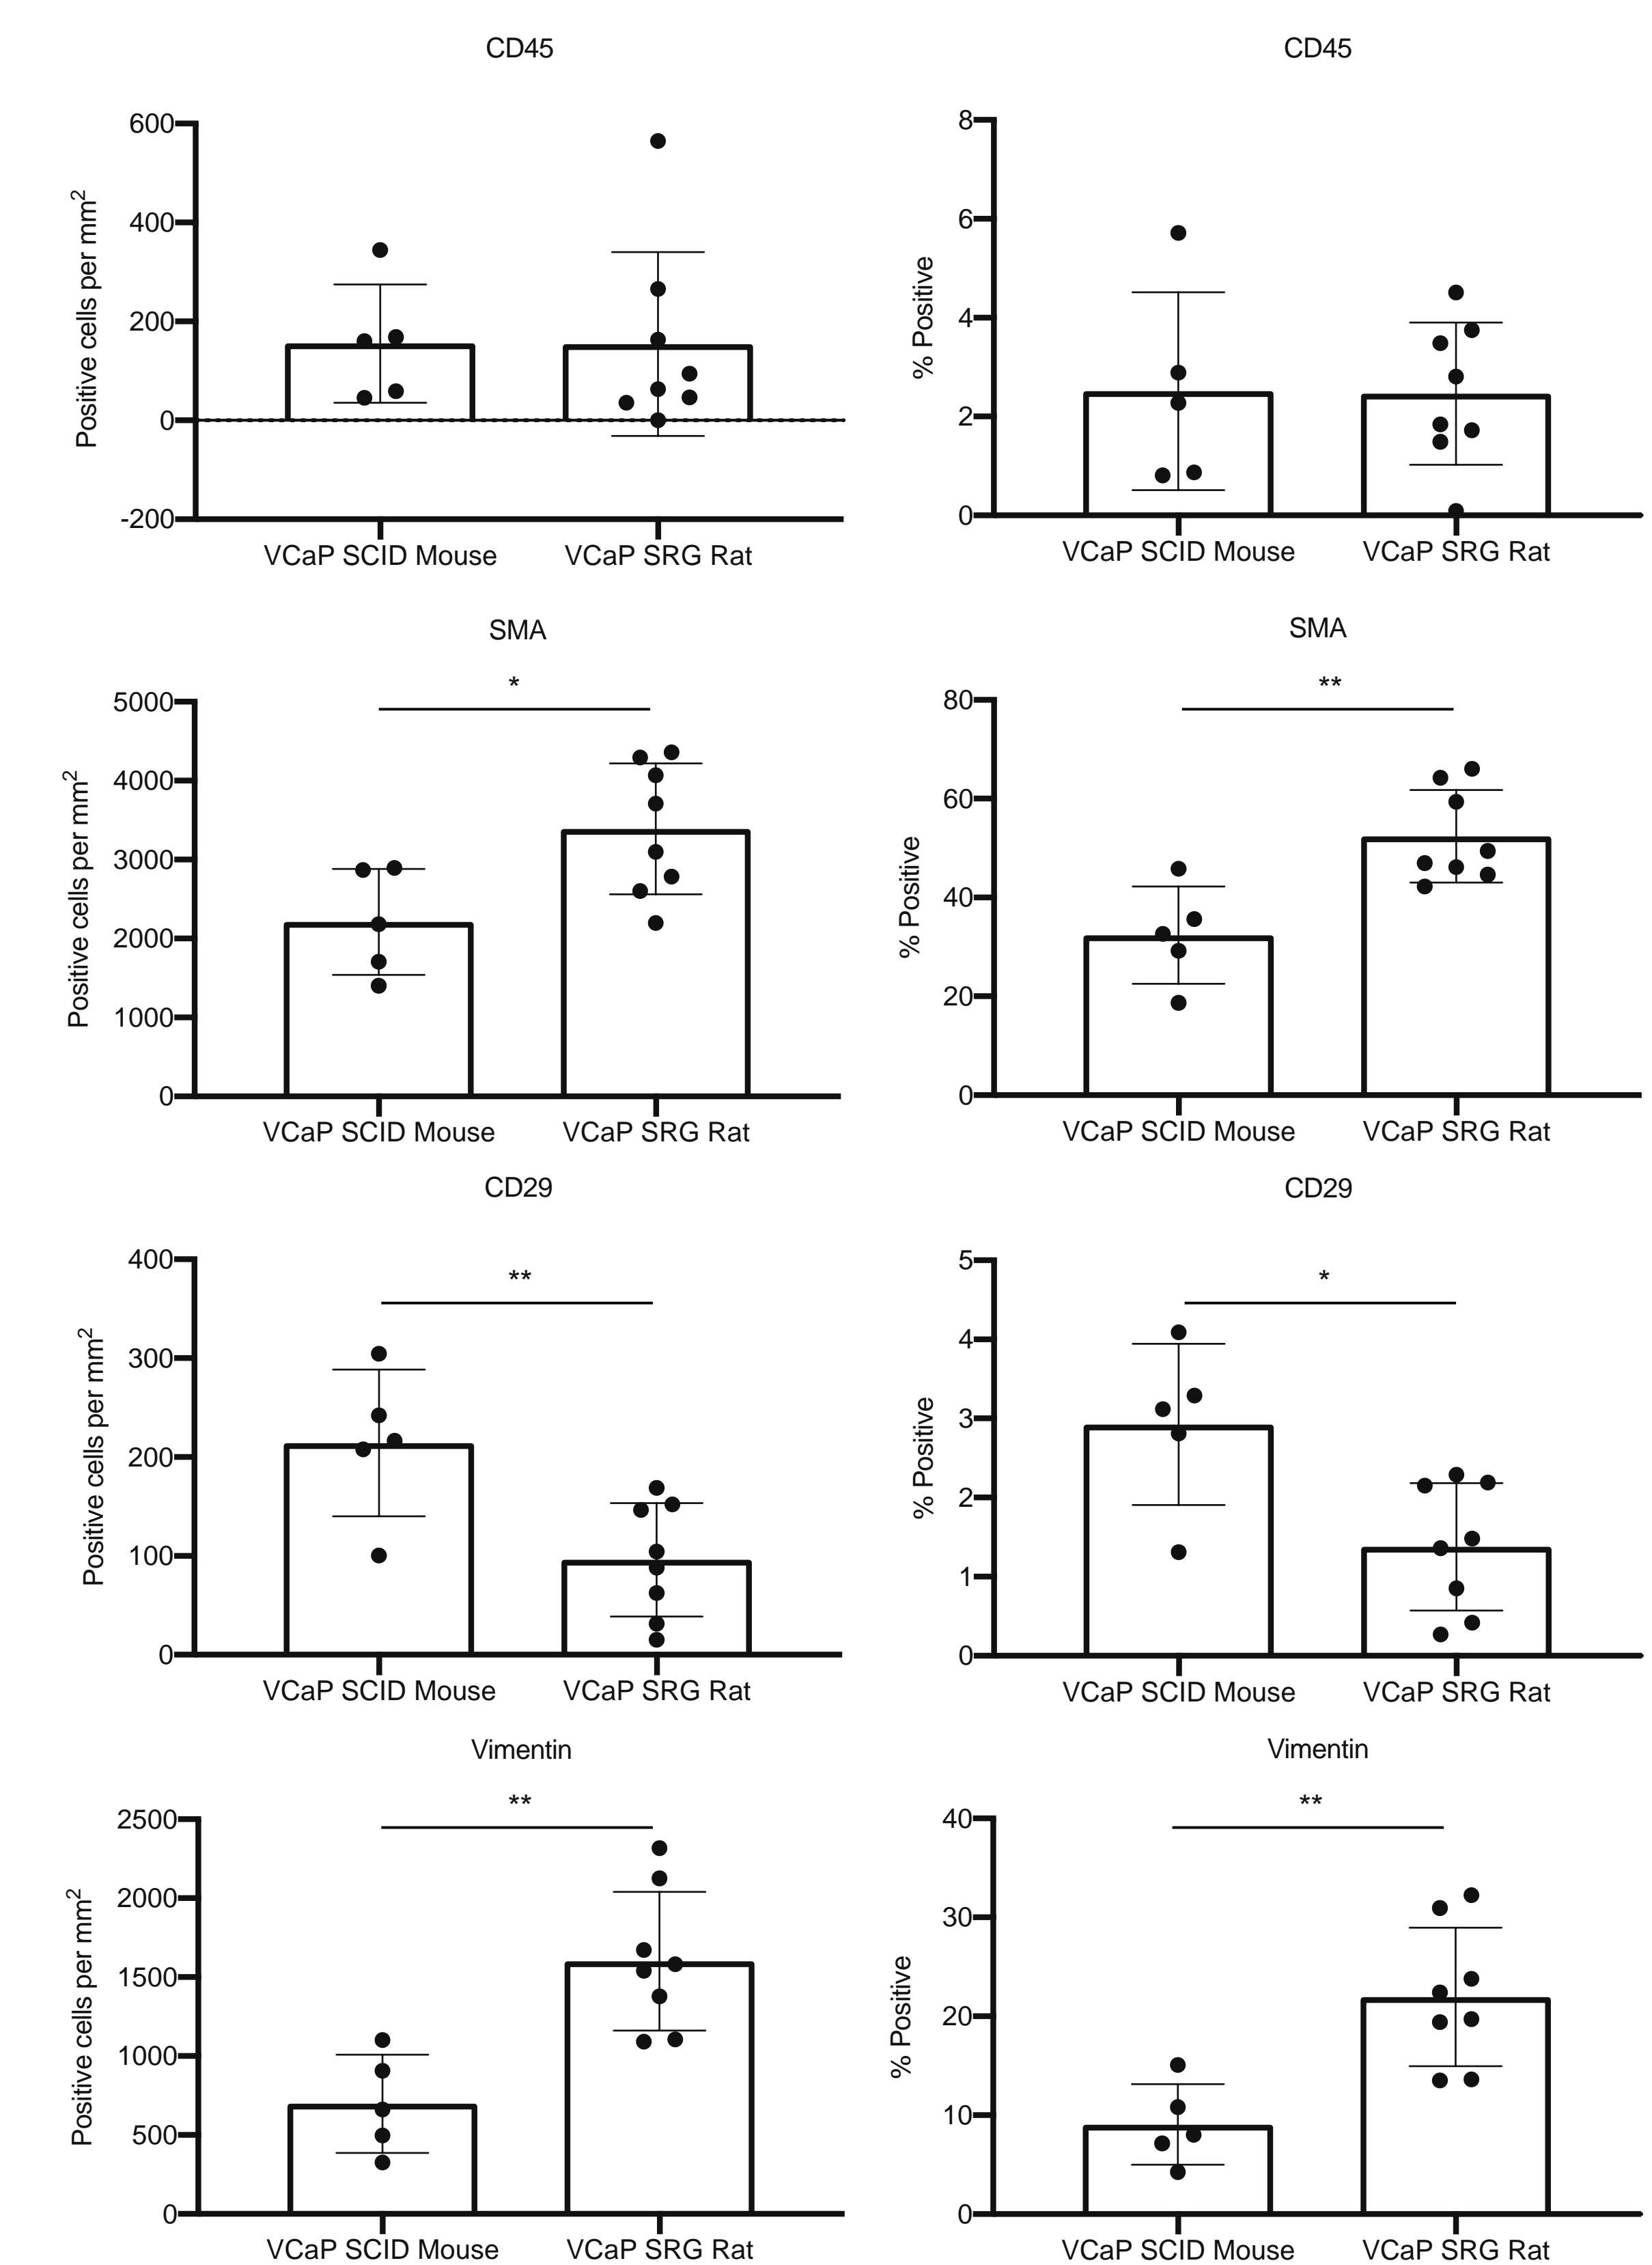 CD45
600
400
200
0
-200
Positive cells per mm²
VCaP SCID Mouse
VCaP SRG Rat
CD45
8
6
4
2
0
% Positive
VCaP SCID Mouse
VCaP SRG Rat
SMA
*
5000
4000
3000
2000
1000
0
Positive cells per mm²
VCaP SCID Mouse
VCaP SRG Rat
SMA
**
80
60
40
20
0
% Positive
VCaP SCID Mouse
VCaP SRG Rat
CD29
**
400
300
200
100
0
Positive cells per mm²
VCaP SCID Mouse
VCaP SRG Rat
CD29
*
5
4
3
2
1
0
% Positive
VCaP SCID Mouse
VCaP SRG Rat
Vimentin
**
2500
2000
1500
1000
500
0
Positive cells per mm²
VCaP SCID Mouse
VCaP SRG Rat
Vimentin
**
40
30
20
10
0
% Positive
VCaP SCID Mouse
VCaP SRG Rat